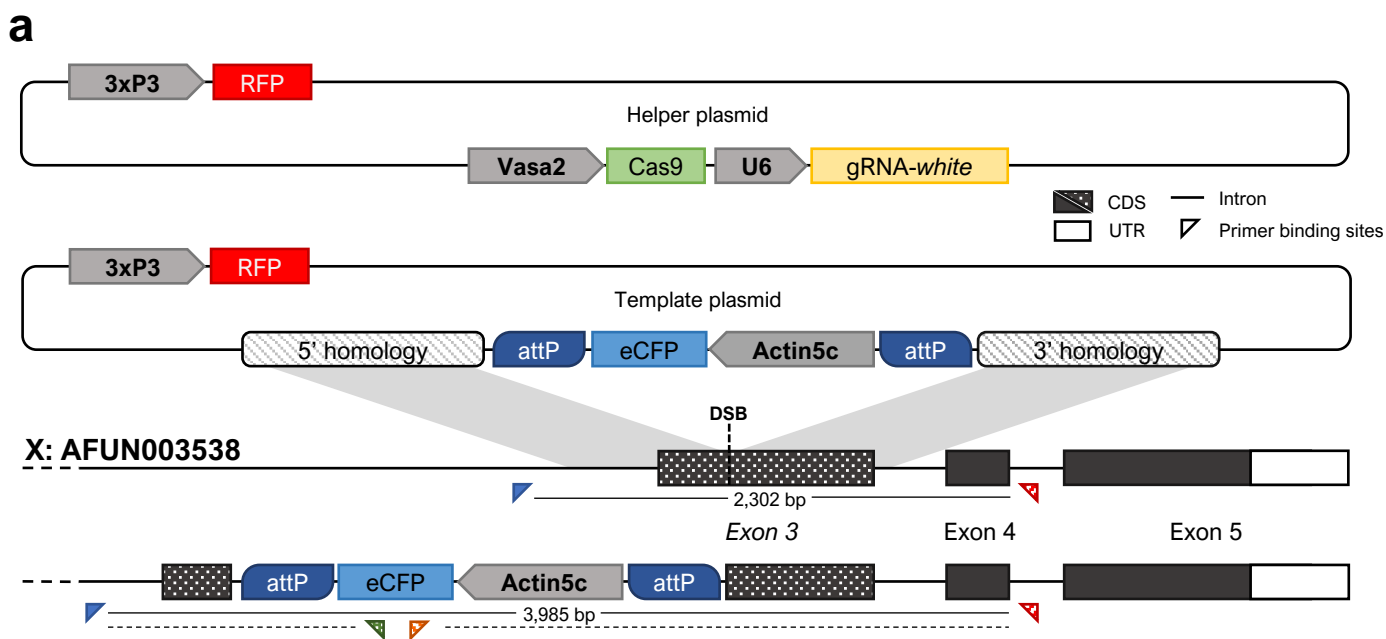 a
3xP3 RFP
Helper plasmid
Vasa2 Cas9 U6 gRNA-white
CDS Intron
UTR Primer binding sites
3xP3 RFP
Template plasmid
5’ homology attP eCFP Actin5c attP 3’ homology
DSB
X: AFUN003538
2,302 bp
Exon 3 Exon 4 Exon 5
attP eCFP Actin5c attP
3,985 bp